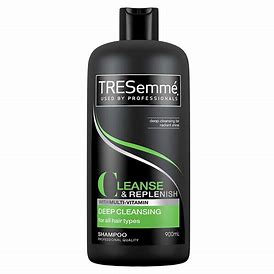 TRESemmé
USED BY PROFESSIONALS
deep cleansing for
radiant shine
CLEANSE
& REPLENISH
WITH MULTI-VITAMIN
DEEP CLEANSING
for all hair types
SHAMPOO
PROFESSIONAL QUALITY
900mL